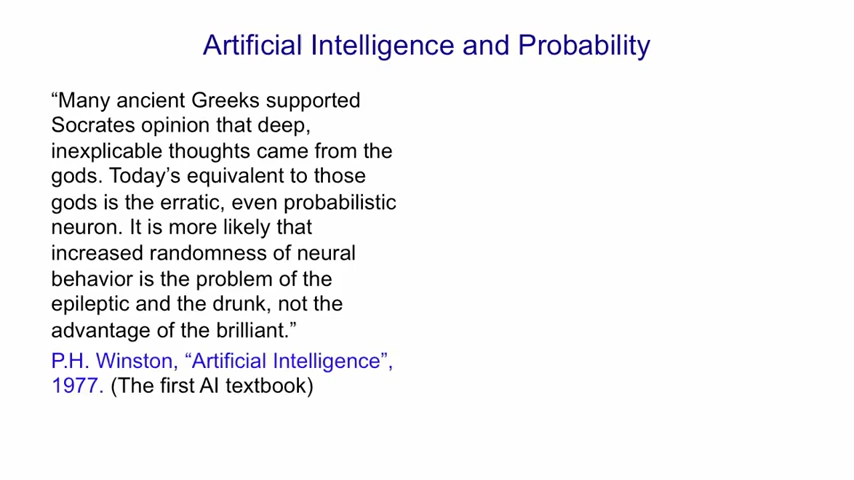 Artificial Intelligence and Probability
“Many ancient Greeks supported
Socrates opinion that deep,
inexplicable thoughts came from the
gods. Today’s equivalent to those
gods is the erratic, even probabilistic
neuron. It is more likely that
increased randomness of neural
behavior is the problem of the
epileptic and the drunk, not the
advantage of the brilliant.”
P.H. Winston, “Artificial Intelligence”,
1977. (The first AI textbook)